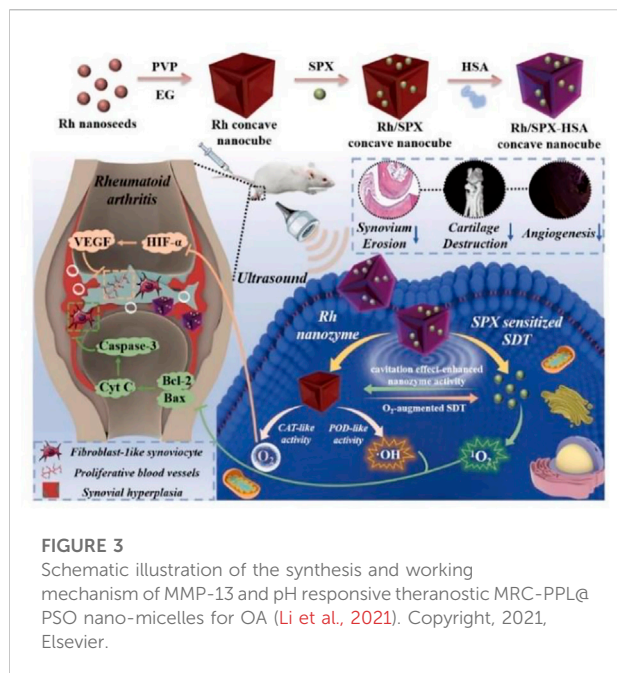 PVP
EG
SPX
HSA
Rh nanoseeds
Rh concave
nanocube
Rh/SPX
concave nanocube
Rh/SPX-HSA
concave nanocube
Rheumatoid
arthritis
VEGF
HIF-α
Caspase-3
Cyt C
Bcl-2
Bax
Fibroblast-1ike synoviocyte
Proliferative blood vessels
Synovial hyperplasia
Ultrasound
Synovium
Erosion
Cartilage
Destruction
Angiogenesis
Rh
nanozyme
SPX sensitized
SDT
cavitation effect-enhanced
nanozyme activity
O₂-augmented SDT
CAT-like
activity
POD-like
activity
O₂
·OH
¹O₂
FIGURE 3
Schematic illustration of the synthesis and working
mechanism of MMP-13 and pH responsive theranostic MRC-PPL@
PSO nano-micelles for OA (Li et al., 2021). Copyright, 2021,
Elsevier.